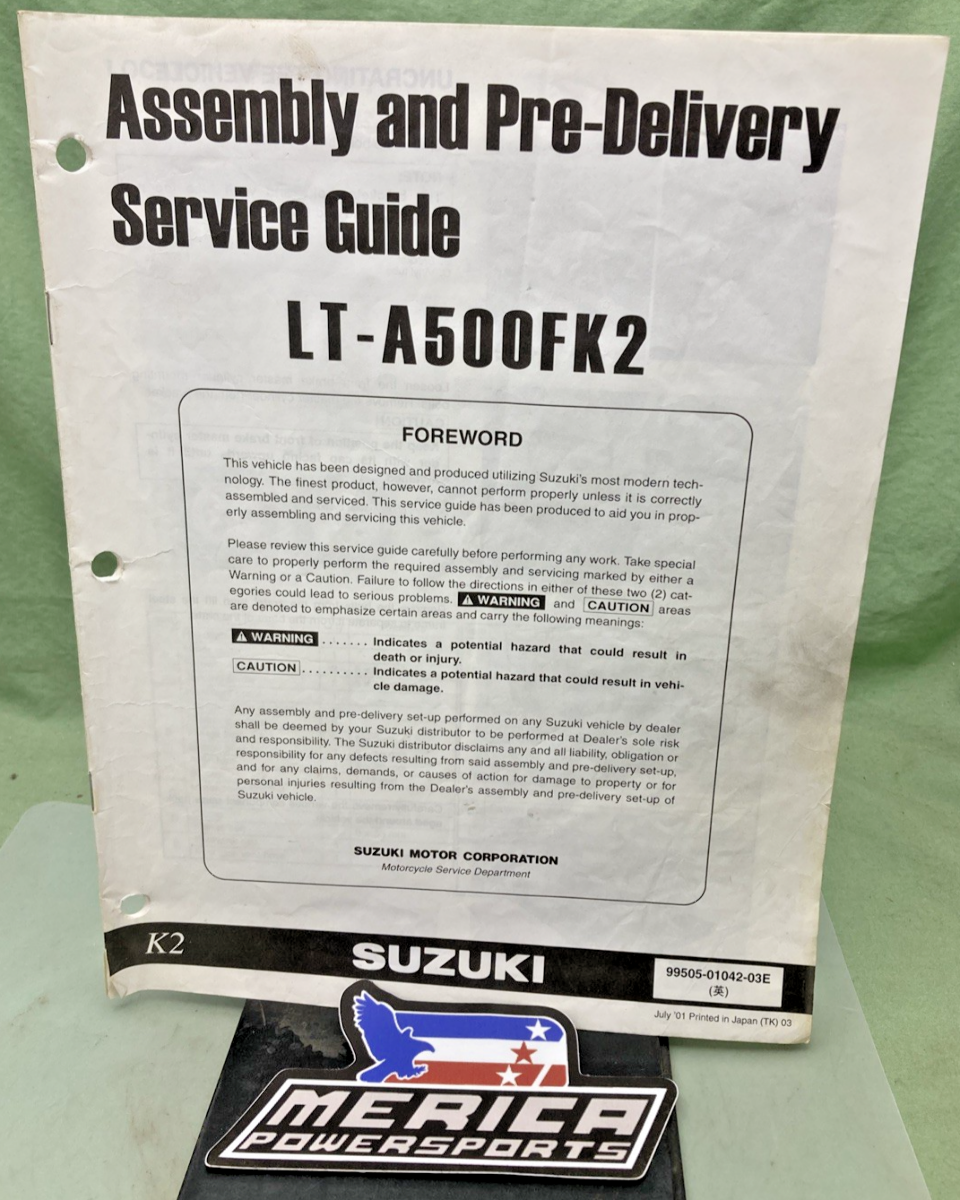 Assembly and Pre-Delivery
Service Guide
LT-A500FK2
FOREWORD
This vehicle has been designed and produced utilizing Suzuki's most modern tech-
nology. The finest product, however, cannot perform properly unless it is correctly
assembled and serviced. This service guide has been produced to aid you in prop-
erly assembling and servicing this vehicle.
Please review this service guide carefully before performing any work. Take special
care to properly perform the required assembly and servicing marked by either a
Warning or a Caution. Failure to follow the directions in either of these two (2) cat-
egories could lead to serious problems. ⚠ WARNING and CAUTION areas
are denoted to emphasize certain areas and carry the following meanings:
⚠ WARNING ....... Indicates a potential hazard that could result in
death or injury.
CAUTION .......... Indicates a potential hazard that could result in vehi-
cle damage.
Any assembly and pre-delivery set-up performed on any Suzuki vehicle by dealer
shall be deemed by your Suzuki distributor to be performed at Dealer's sole risk
and responsibility. The Suzuki distributor disclaims any and all liability, obligation or
responsibility for any defects resulting from said assembly and pre-delivery set-up,
and for any claims, demands, or causes of action for damage to property or for
personal injuries resulting from the Dealer's assembly and pre-delivery set-up of
Suzuki vehicle.
SUZUKI MOTOR CORPORATION
Motorcycle Service Department
K2
SUZUKI
99505-01042-03E
(英)
July '01 Printed in Japan (TK) 03
MERICA
POWERSPORTS